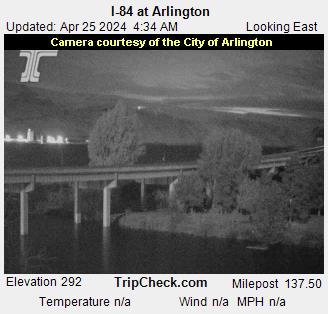 I-84 at Arlington
Updated: Apr 25 2024 4:34 AM Looking East
Camera courtesy of the City of Arlington
Elevation 292 TripCheck.com Milepost 137.50
Temperature n/a Wind n/a MPH n/a